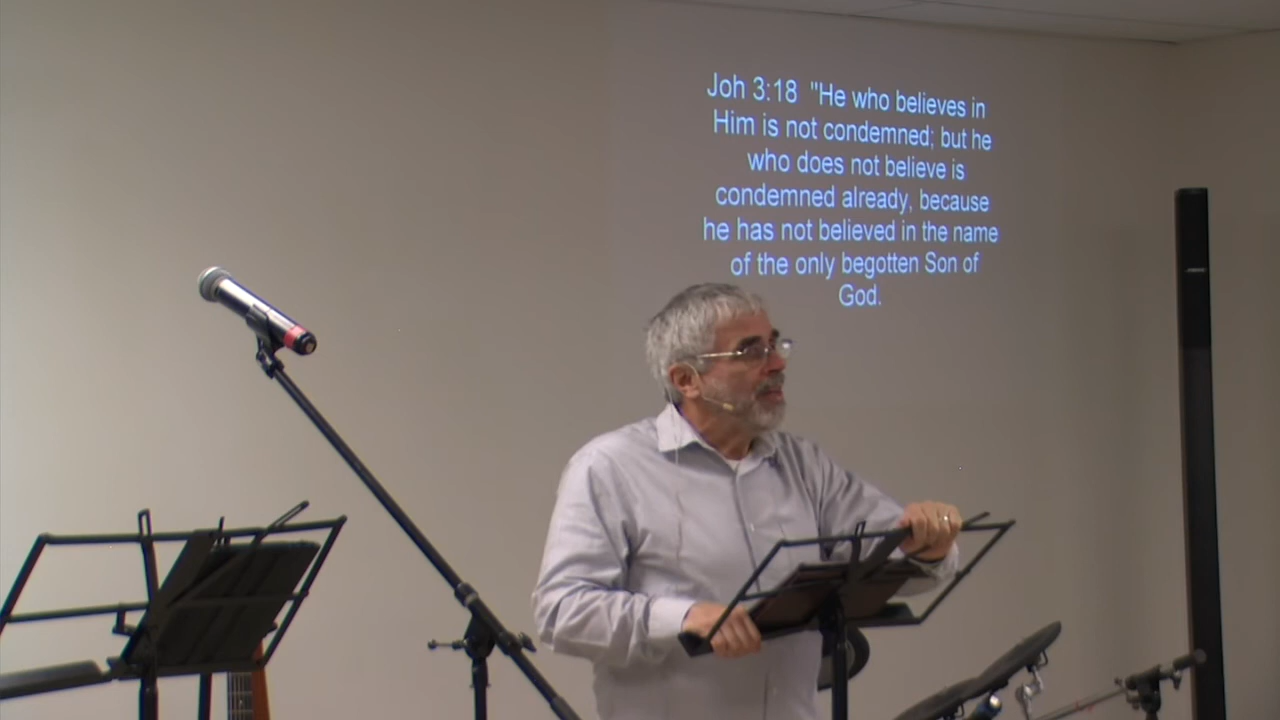 Joh 3:18 "He who believes in
Him is not condemned; but he
who does not believe is
condemned already, because
he has not believed in the name
of the only begotten Son of
God.